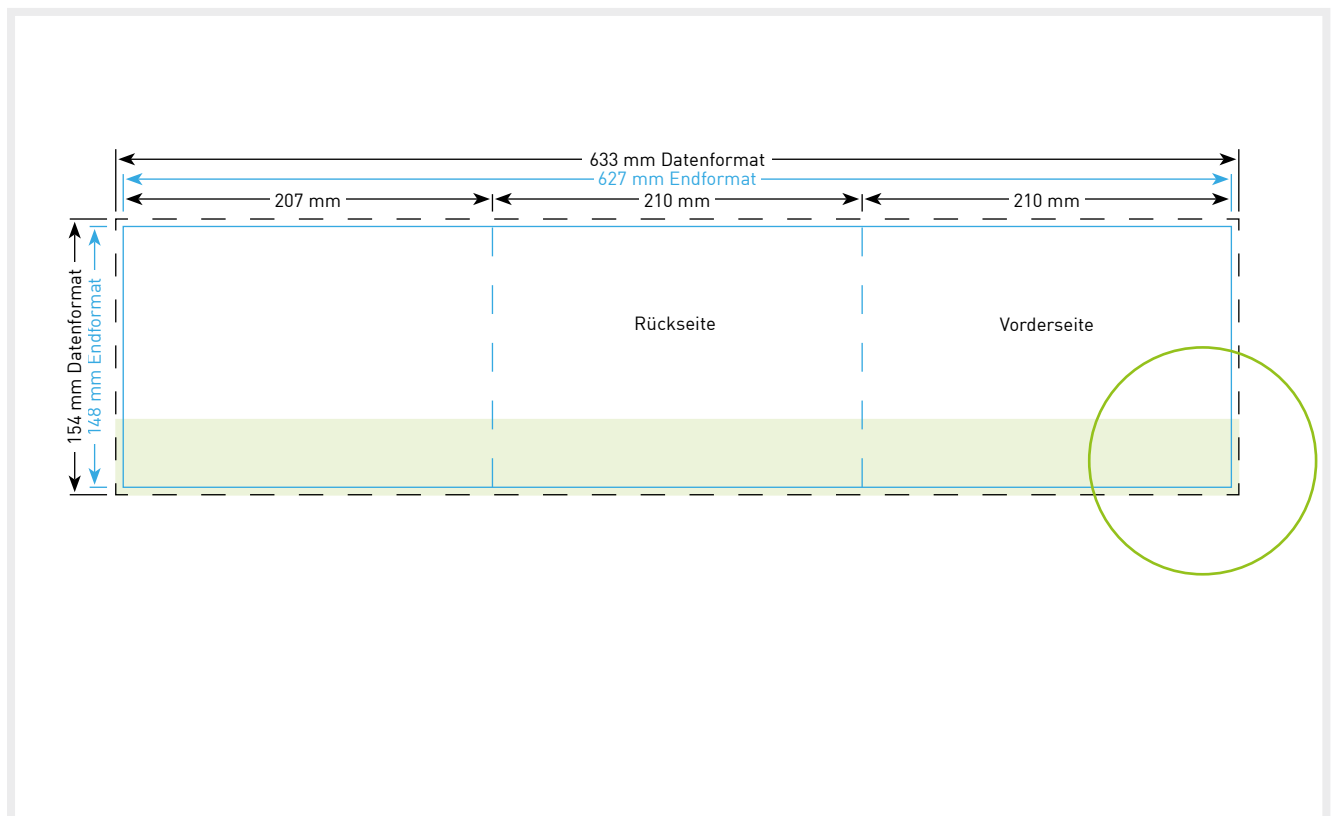 633 mm Datenformat
627 mm Endformat
207 mm
210 mm
210 mm
154 mm Datenformat
148 mm Endformat
Rückseite
Vorderseite